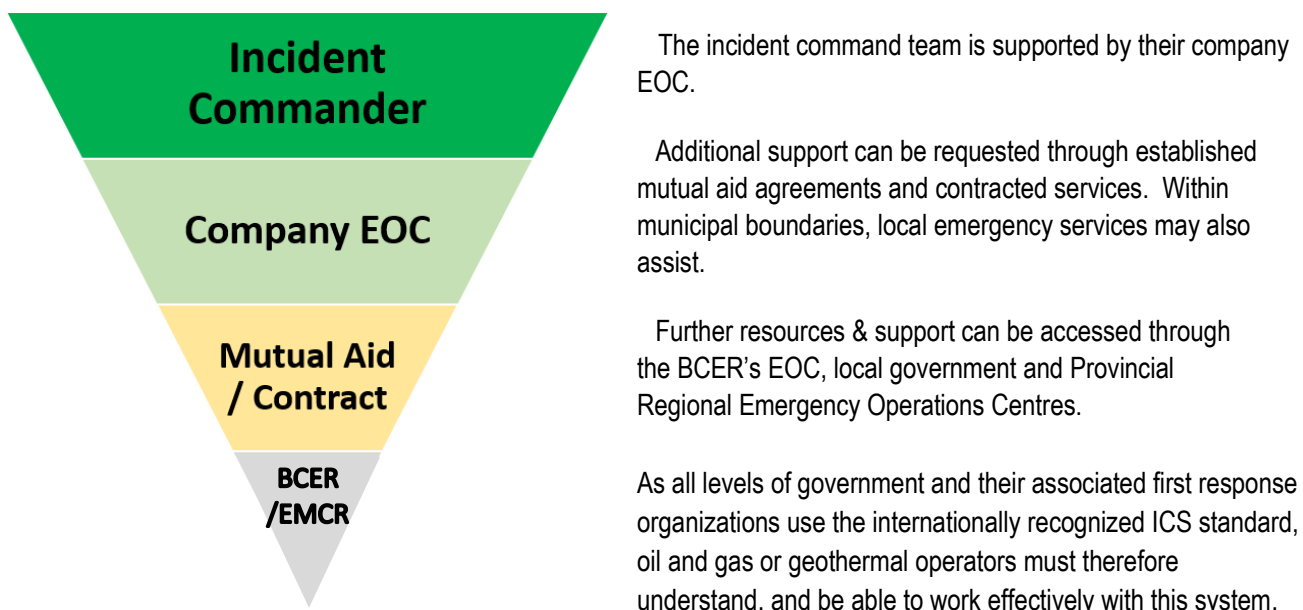 Incident
Commander
Company EOC
Mutual Aid
/ Contract
BCER
/EMCR
The incident command team is supported by their company
EOC.
Additional support can be requested through established
mutual aid agreements and contracted services.  Within
municipal boundaries, local emergency services may also
assist.
Further resources & support can be accessed through
the BCER’s EOC, local government and Provincial
Regional Emergency Operations Centres.
As all levels of government and their associated first response
organizations use the internationally recognized ICS standard,
oil and gas or geothermal operators must therefore
understand, and be able to work effectively with this system.